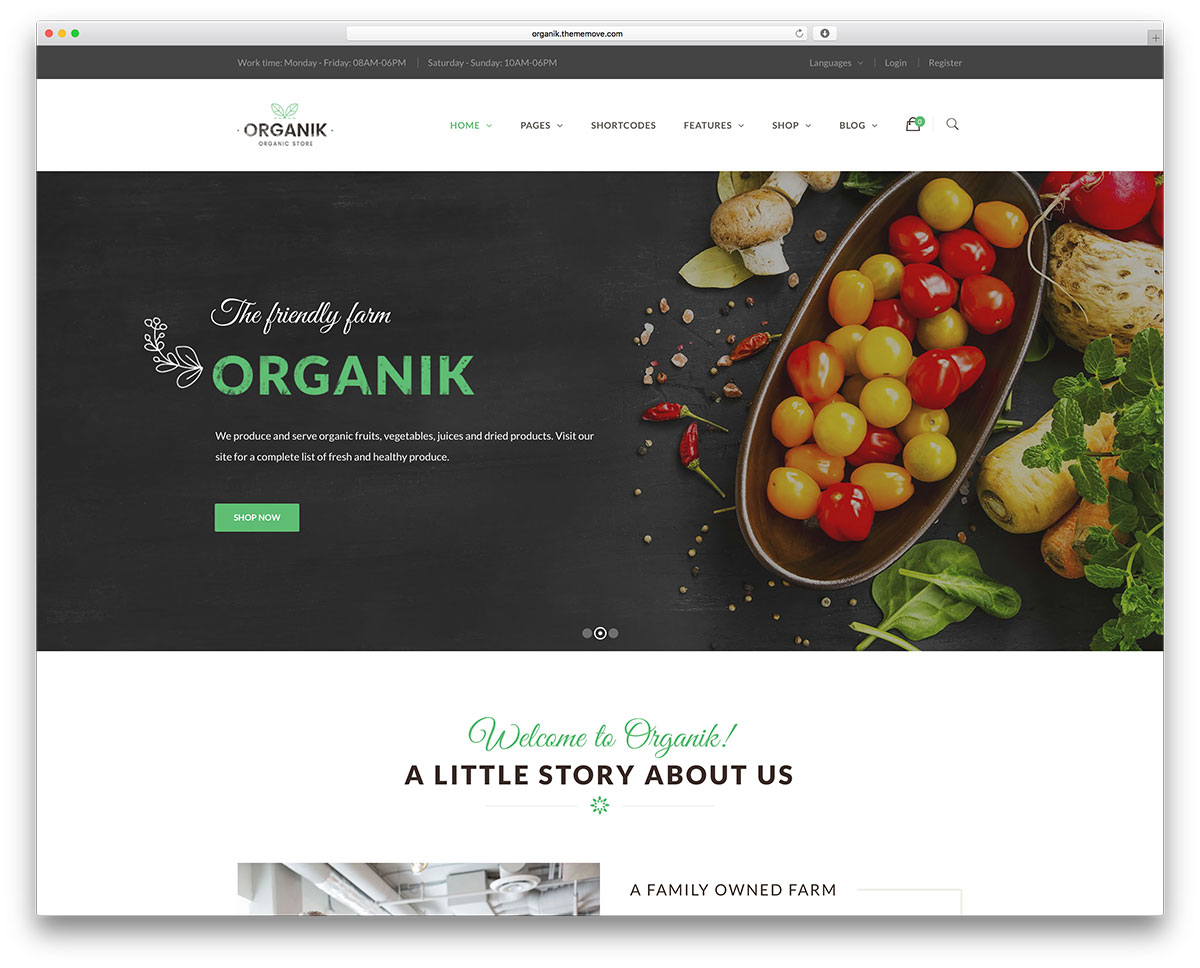 organik.thememove.com
Work time: Monday - Friday: 08AM-06PM Saturday - Sunday: 10AM-06PM Languages Login Register
ORGANIK
ORGANIC STORE
HOME PAGES SHORTCODES FEATURES SHOP BLOG 0
The friendly farm
ORGANIK
We produce and serve organic fruits, vegetables, juices and dried products. Visit our
site for a complete list of fresh and healthy produce.
SHOP NOW
Welcome to Organik!
A LITTLE STORY ABOUT US
A FAMILY OWNED FARM